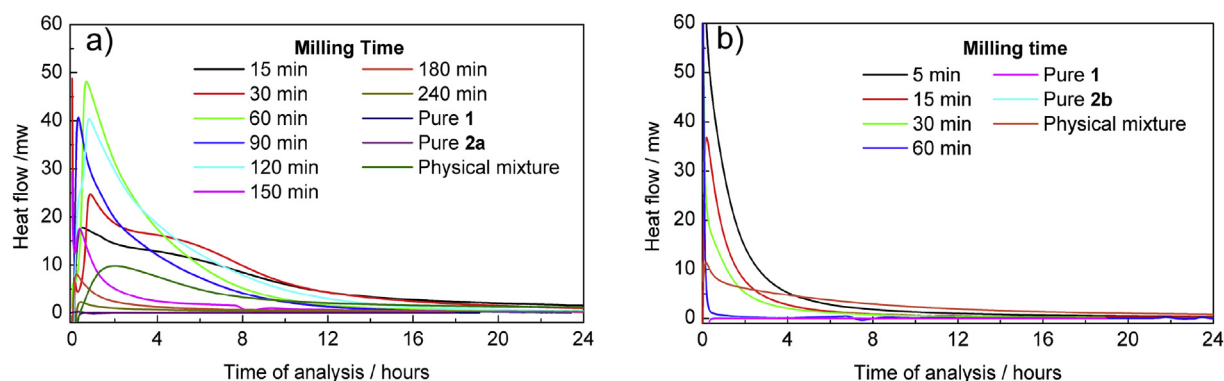 a)
60
50
40
30
20
10
0
Heat flow /mw
Milling Time
15 min
30 min
60 min
90 min
120 min
150 min
180 min
240 min
Pure 1
Pure 2a
Physical mixture
0 4 8 12 16 20 24
Time of analysis / hours
b)
60
50
40
30
20
10
0
Heat flow / mw
Milling time
5 min
15 min
30 min
60 min
Pure 1
Pure 2b
Physical mixture
0 4 8 12 16 20 24
Time of analysis / hours